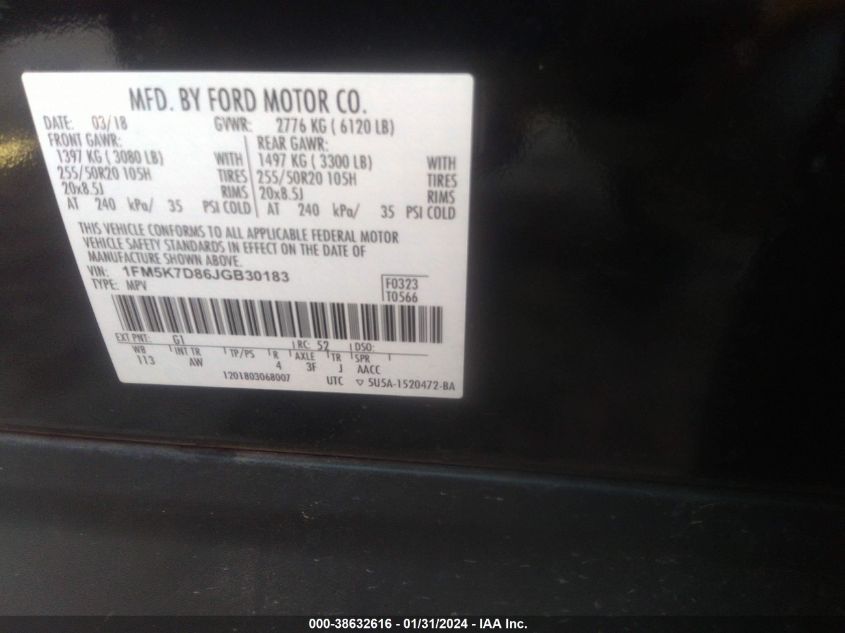 MFD. BY FORD MOTOR CO.
DATE: 03/18 GVWR: 2776 KG ( 6120 LB)
FRONT GAWR: REAR GAWR:
1397 KG ( 3080 LB) WITH 1497 KG ( 3300 LB) WITH
255/50R20 105H TIRES 255/50R20 105H TIRES
20x8.5J RIMS 20x8.5J RIMS
AT 240 kPa/ 35 PSI COLD AT 240 kPa/ 35 PSI COLD
THIS VEHICLE CONFORMS TO ALL APPLICABLE FEDERAL MOTOR
VEHICLE SAFETY STANDARDS IN EFFECT ON THE DATE OF
MANUFACTURE SHOWN ABOVE.
VIN: 1FM5K7D86JGB30183
TYPE: MPV
F0323
T0566
EXT PNT: G1 RC: 52 DSO:
WB INT TR TP/PS R AXLE TR SPR
113 AW 4 3F J AACC
1201803068007 UTC ▽ 5U5A-1520472-BA
000-38632616 - 01/31/2024 - IAA Inc.